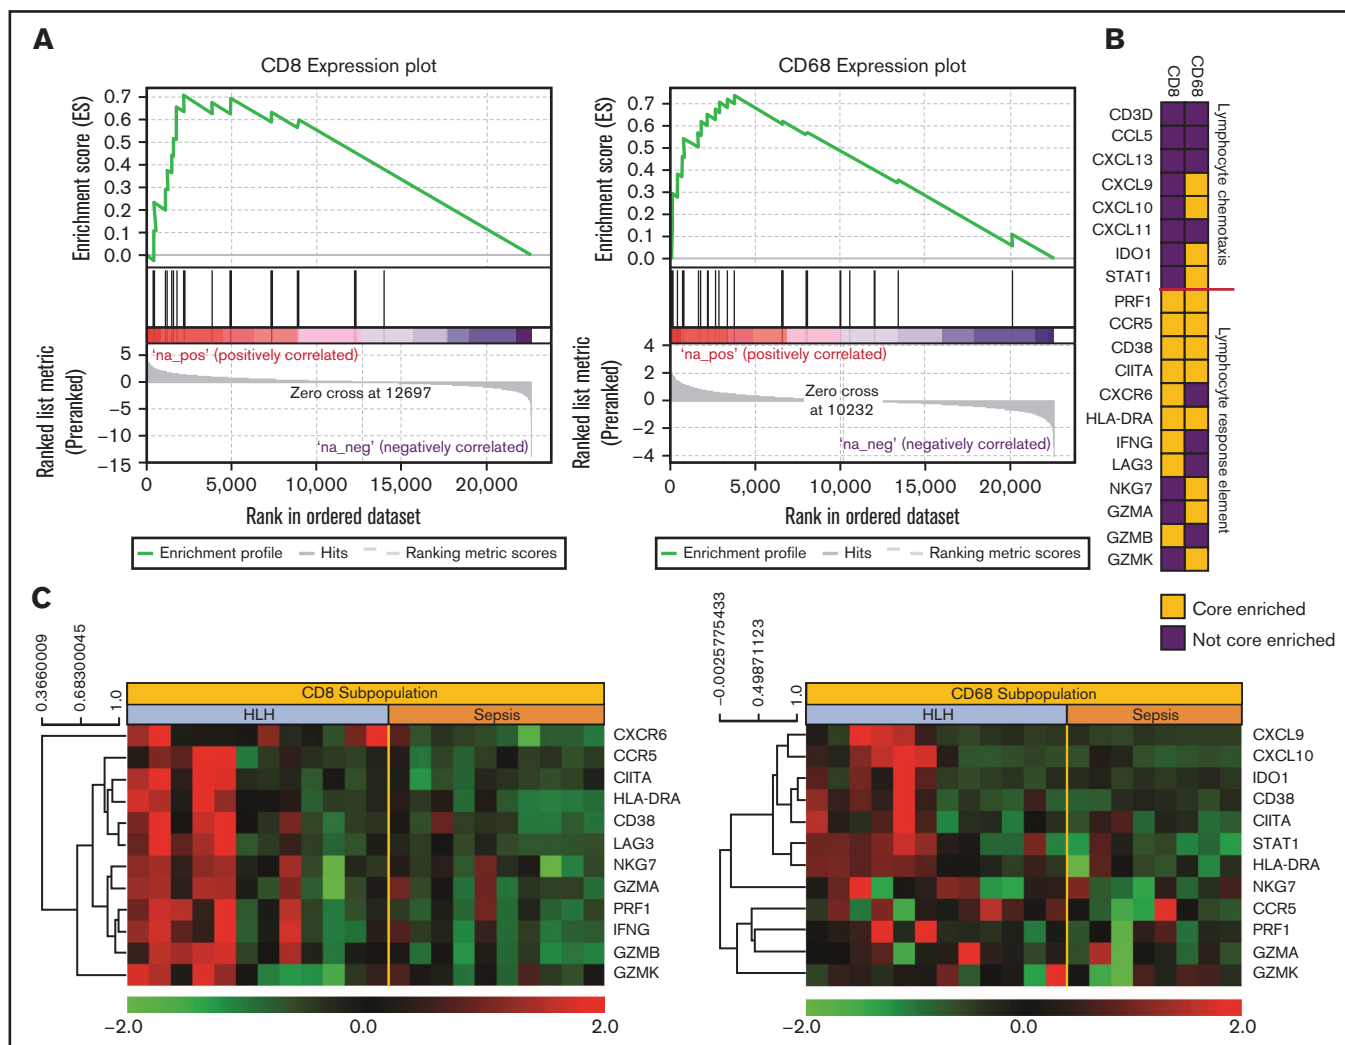 A
CD8 Expression plot
Enrichment score (ES)
0.7
0.6
0.5
0.4
0.3
0.2
0.1
0.0
'na_pos' (positively correlated)
Zero cross at 12697
'na_neg' (negatively correlated)
Ranked list metric
(Preranked)
5
0
−5
−10
−15
0
5,000
10,000
15,000
20,000
Rank in ordered dataset
Enrichment profile
Hits
Ranking metric scores
CD68 Expression plot
Enrichment score (ES)
0.7
0.6
0.5
0.4
0.3
0.2
0.1
0.0
'na_pos' (positively correlated)
Zero cross
at 10232
'na_neg' (negatively correlated)
Ranked list metric
(Preranked)
4
2
0
−2
−4
0
5,000
10,000
15,000
20,000
Rank in ordered dataset
Enrichment profile
Hits
Ranking metric scores
B
CD8
CD68
CD3D
CCL5
CXCL13
CXCL9
CXCL10
CXCL11
IDO1
STAT1
PRF1
CCR5
CD38
CIITA
CXCR6
HLA-DRA
IFNG
LAG3
NKG7
GZMA
GZMB
GZMK
Lymphocyte chemotaxis
Lymphocyte response element
Core enriched
Not core enriched
C
0.3660009
0.68300045
1.0
CD8 Subpopulation
HLH
Sepsis
CXCR6
CCR5
CIITA
HLA-DRA
CD38
LAG3
NKG7
GZMA
PRF1
IFNG
GZMB
GZMK
−2.0
0.0
2.0
−0.0025775433
0.49871123
1.0
CD68 Subpopulation
HLH
Sepsis
CXCL9
CXCL10
IDO1
CD38
CIITA
STAT1
HLA-DRA
NKG7
CCR5
PRF1
GZMA
GZMK
−2.0
0.0
2.0